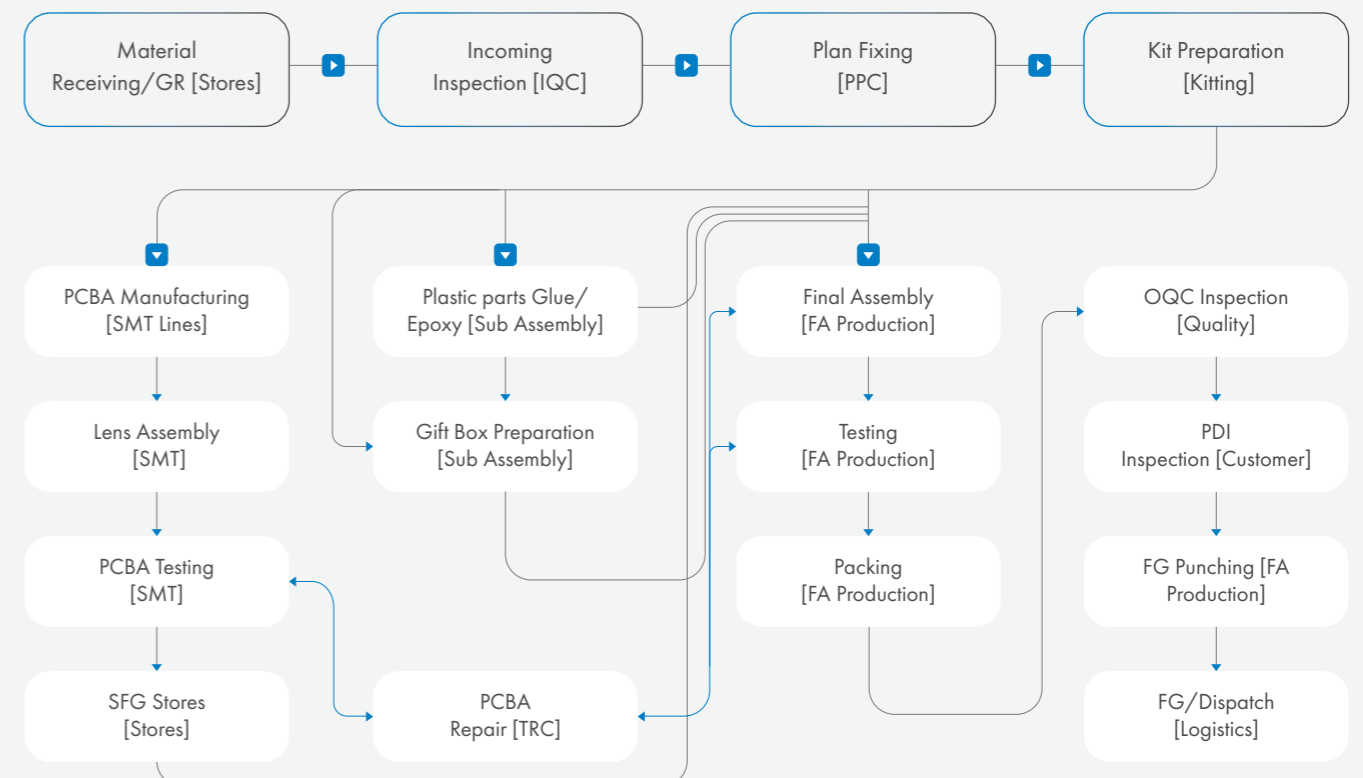 Material
Receiving/GR [Stores]
Incoming
Inspection [IQC]
Plan Fixing
[PPC]
Kit Preparation
[Kitting]
PCBA Manufacturing
[SMT Lines]
Plastic parts Glue/
Epoxy [Sub Assembly]
Final Assembly
[FA Production]
OQC Inspection
[Quality]
Lens Assembly
[SMT]
Gift Box Preparation
[Sub Assembly]
Testing
[FA Production]
PDI
Inspection [Customer]
PCBA Testing
[SMT]
Packing
[FA Production]
FG Punching [FA
Production]
SFG Stores
[Stores]
PCBA
Repair [TRC]
FG/Dispatch
[Logistics]